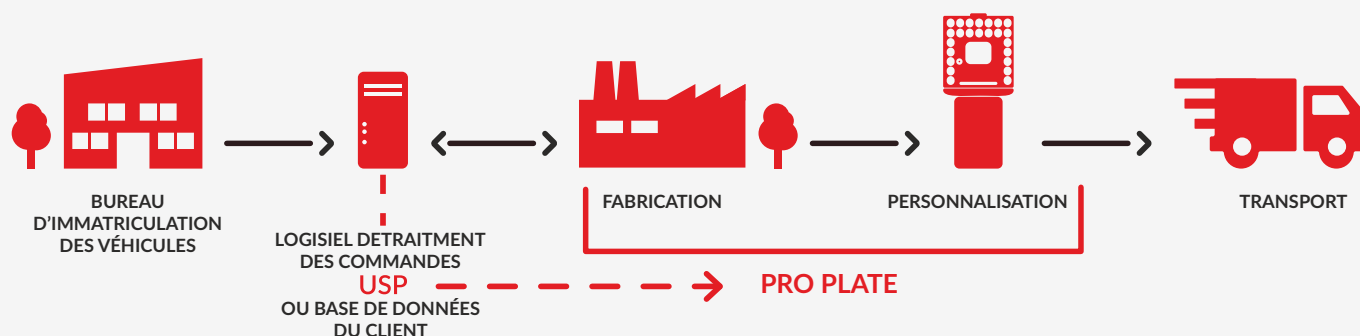 BUREAU
D'IMMATRICULATION
DES VÉHICULES
LOGISIEL DETRAITMENT
DES COMMANDES
USP
OU BASE DE DONNÉES
DU CLIENT
FABRICATION
PERSONNALISATION
TRANSPORT
PRO PLATE